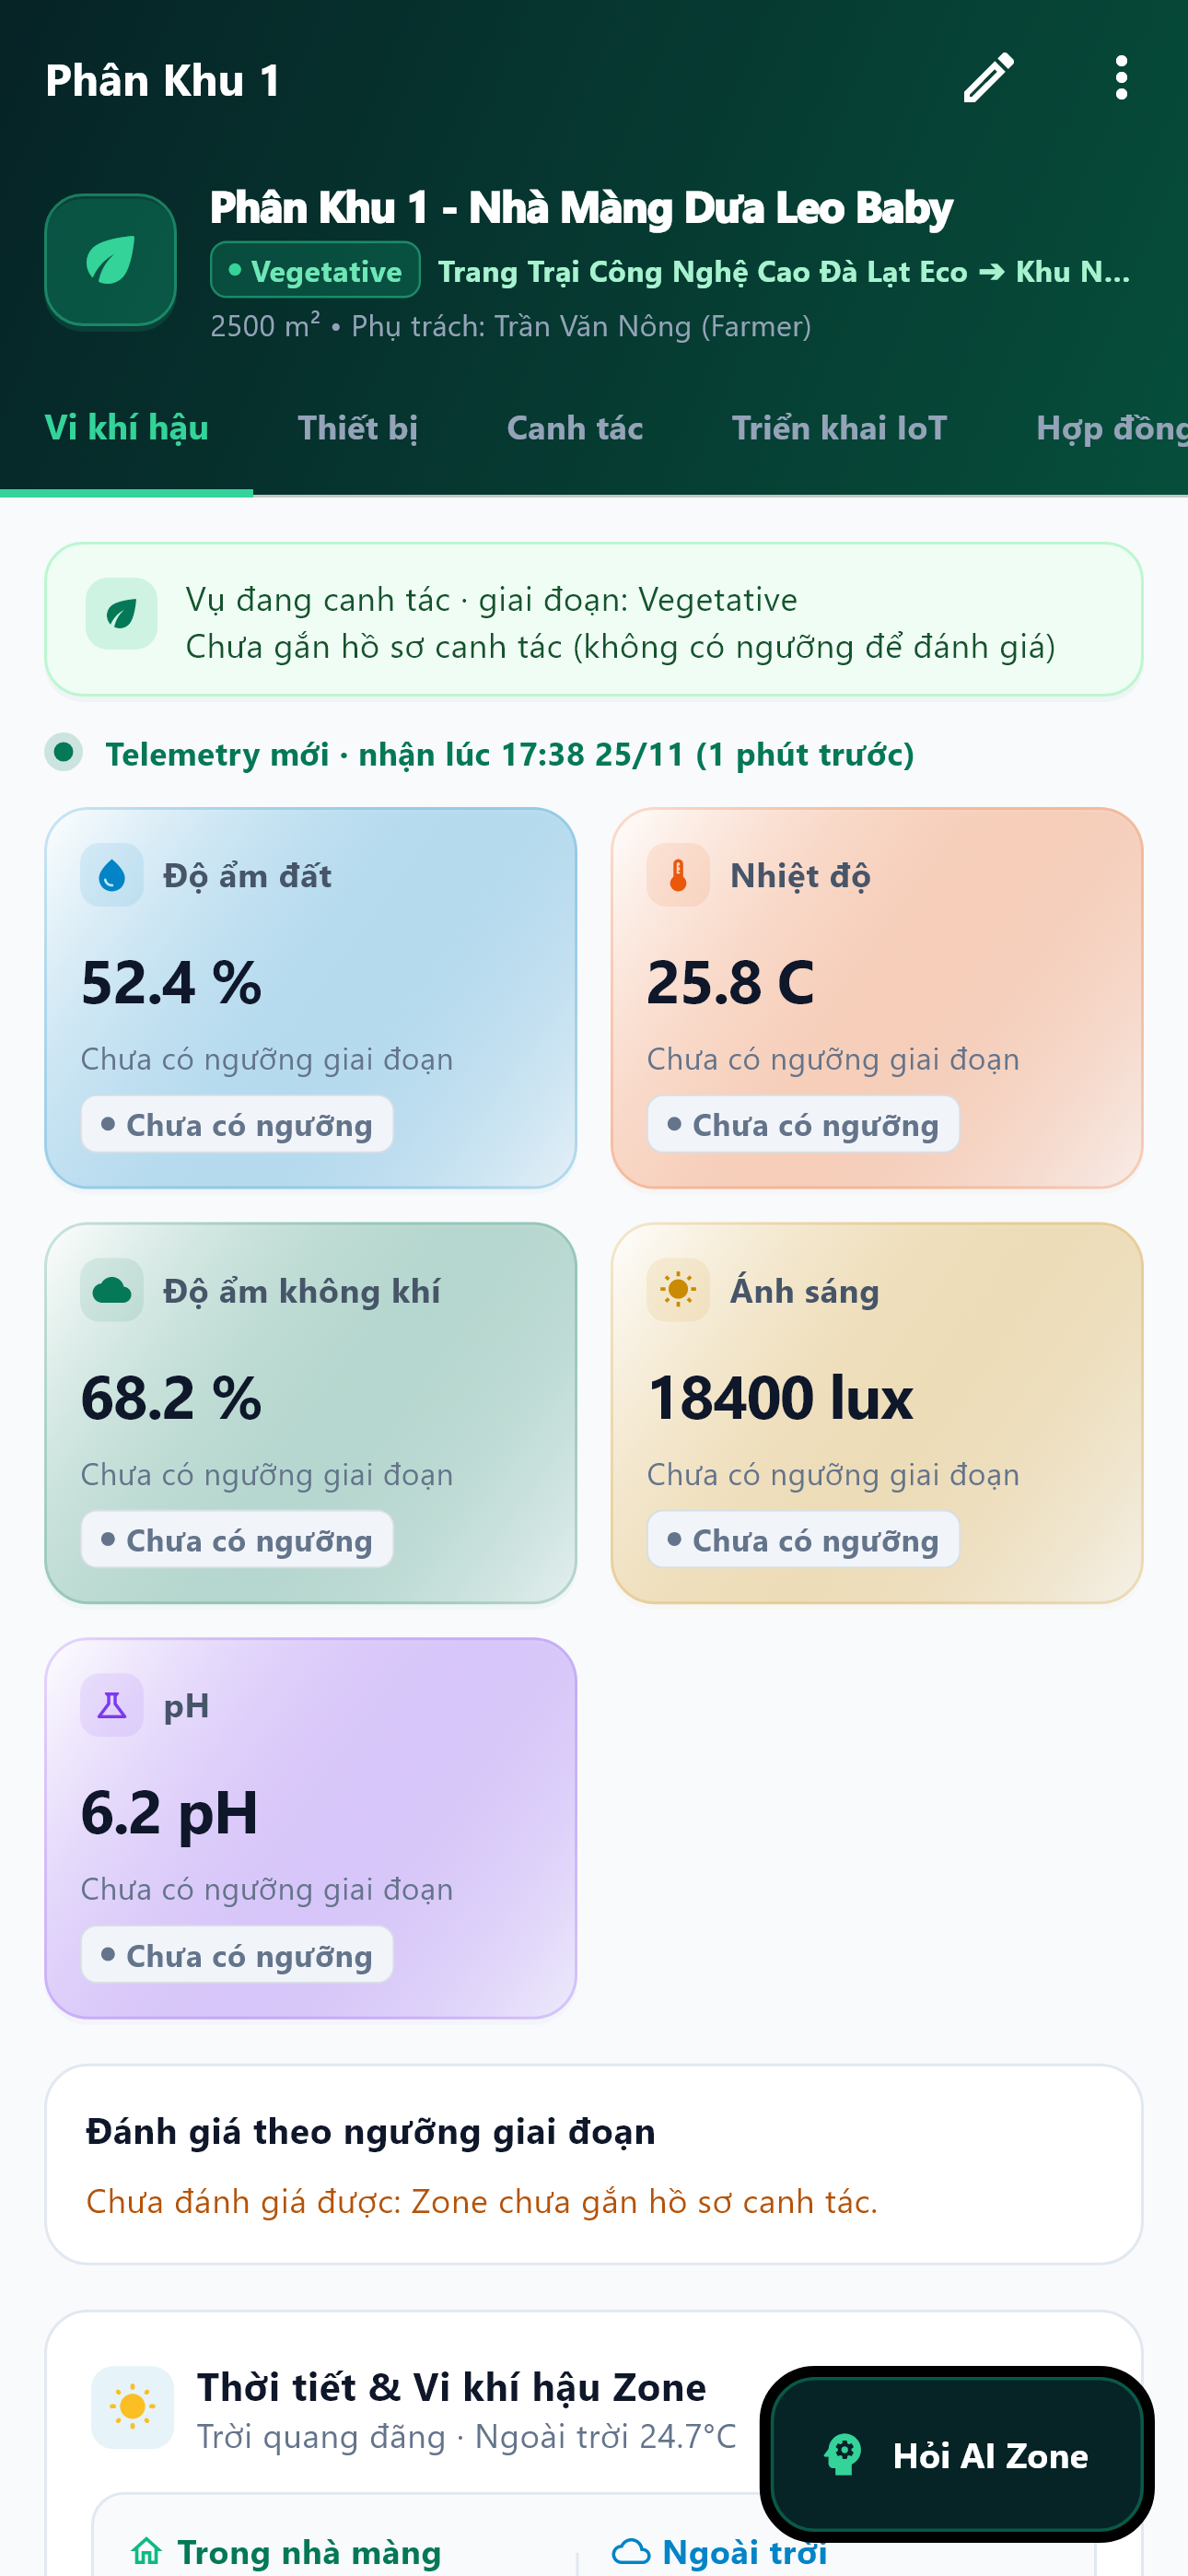 Phân Khu 1
Phân Khu 1 - Nhà Màng Dưa Leo Baby
Vegetative
Trang Trại Công Nghệ Cao Đà Lạt Eco → Khu N...
2500 m² • Phụ trách: Trần Văn Nông (Farmer)
Vi khí hậu
Thiết bị
Canh tác
Triển khai IoT
Hợp đồng
Vụ đang canh tác · giai đoạn: Vegetative
Chưa gắn hồ sơ canh tác (không có ngưỡng để đánh giá)
Telemetry mới · nhận lúc 17:38 25/11 (1 phút trước)
Độ ẩm đất
52.4 %
Chưa có ngưỡng giai đoạn
Chưa có ngưỡng
Nhiệt độ
25.8 C
Chưa có ngưỡng giai đoạn
Chưa có ngưỡng
Độ ẩm không khí
68.2 %
Chưa có ngưỡng giai đoạn
Chưa có ngưỡng
Ánh sáng
18400 lux
Chưa có ngưỡng giai đoạn
Chưa có ngưỡng
pH
6.2 pH
Chưa có ngưỡng giai đoạn
Chưa có ngưỡng
Đánh giá theo ngưỡng giai đoạn
Chưa đánh giá được: Zone chưa gắn hồ sơ canh tác.
Thời tiết & Vi khí hậu Zone
Trời quang đãng · Ngoài trời 24.7°C
Hỏi AI Zone
Trong nhà màng
Ngoài trời